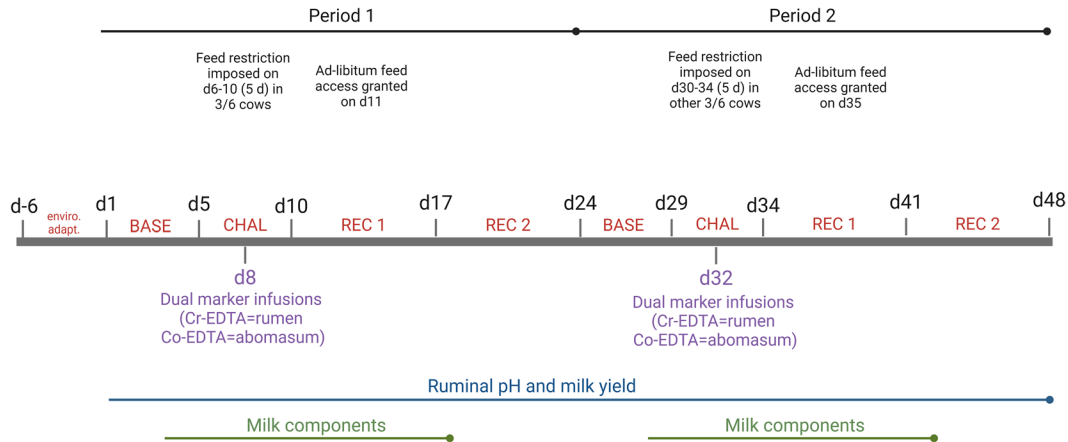 Period 1
Period 2
Feed restriction
imposed on
d6-10 (5 d) in
3/6 cows
Ad-libitum feed
access granted
on d11
Feed restriction
imposed on
d30-34 (5 d) in
other 3/6 cows
Ad-libitum feed
access granted
on d35
d-6
d1
d5
d10
d17
d24
d29
d34
d41
d48
enviro.
adapt.
BASE
CHAL
REC 1
REC 2
BASE
CHAL
REC 1
REC 2
d8
Dual marker infusions
(Cr-EDTA=rumen
Co-EDTA=abomasum)
d32
Dual marker infusions
(Cr-EDTA=rumen
Co-EDTA=abomasum)
Ruminal pH and milk yield
Milk components
Milk components